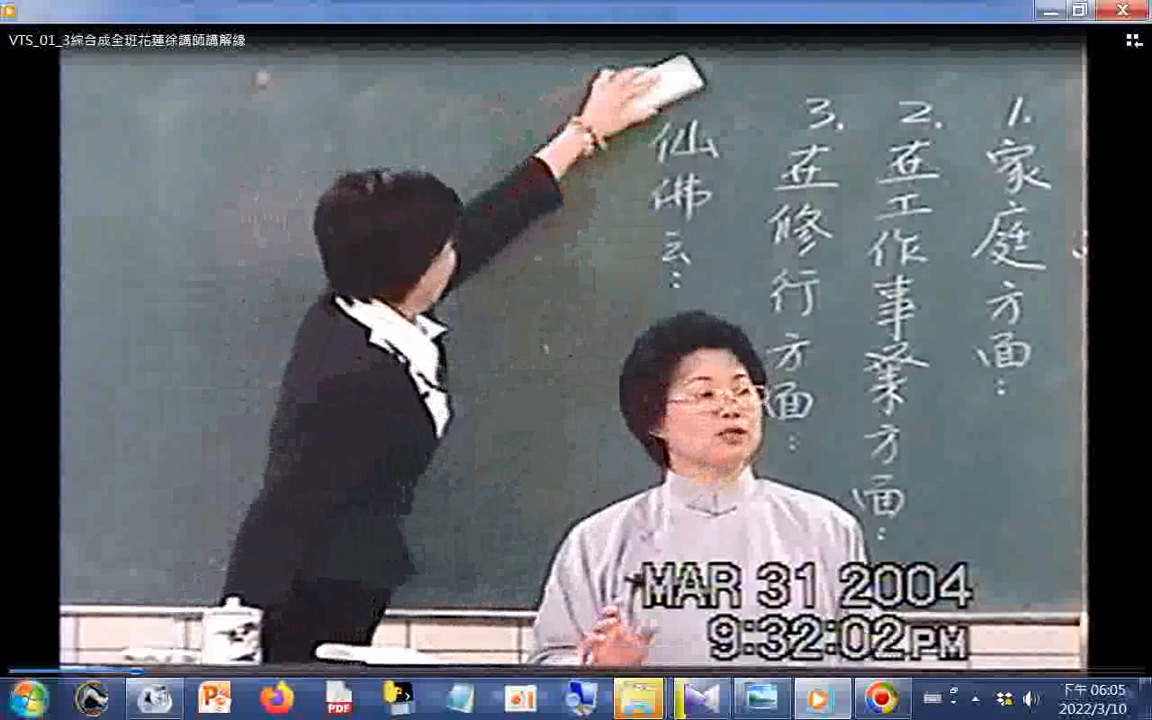 VTS_01_3綜合成全班花蓮徐講師講解緣
1.家庭方面:
2.在工作事業方面:
3.在修行方面:
仙佛云:
MAR 31 2004
9:32:02PM
PDF
下午 06:05
2022/3/10